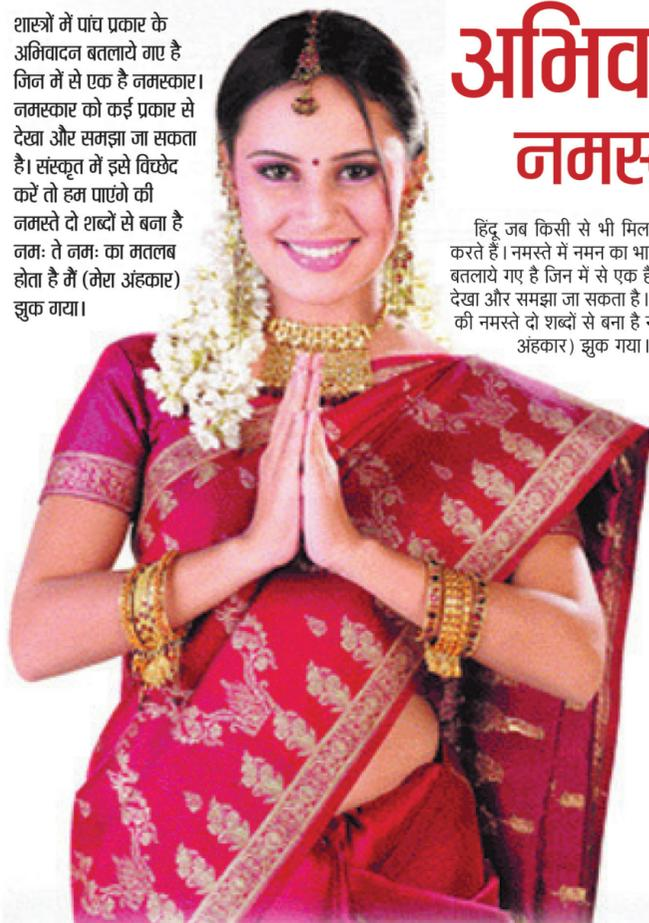 शास्त्रों में पांच प्रकार के
अभिवादन बतलाये गए है
जिन में से एक है नमस्कार।
नमस्कार को कई प्रकार से
देखा और समझा जा सकता
है। संस्कृत में इसे विच्छेद
करें तो हम पाएंगे की
नमस्ते दो शब्दों से बना है
नमः ते नमः का मतलब
होता है मैं (मेरा अंहकार)
झुक गया।
अभिव
नमस
हिंदू जब किसी से भी मिल
करते हैं। नमस्ते में नमन का भा
बतलाये गए है जिन में से एक है
देखा और समझा जा सकता है।
की नमस्ते दो शब्दों से बना है
अंहकार) झुक गया।